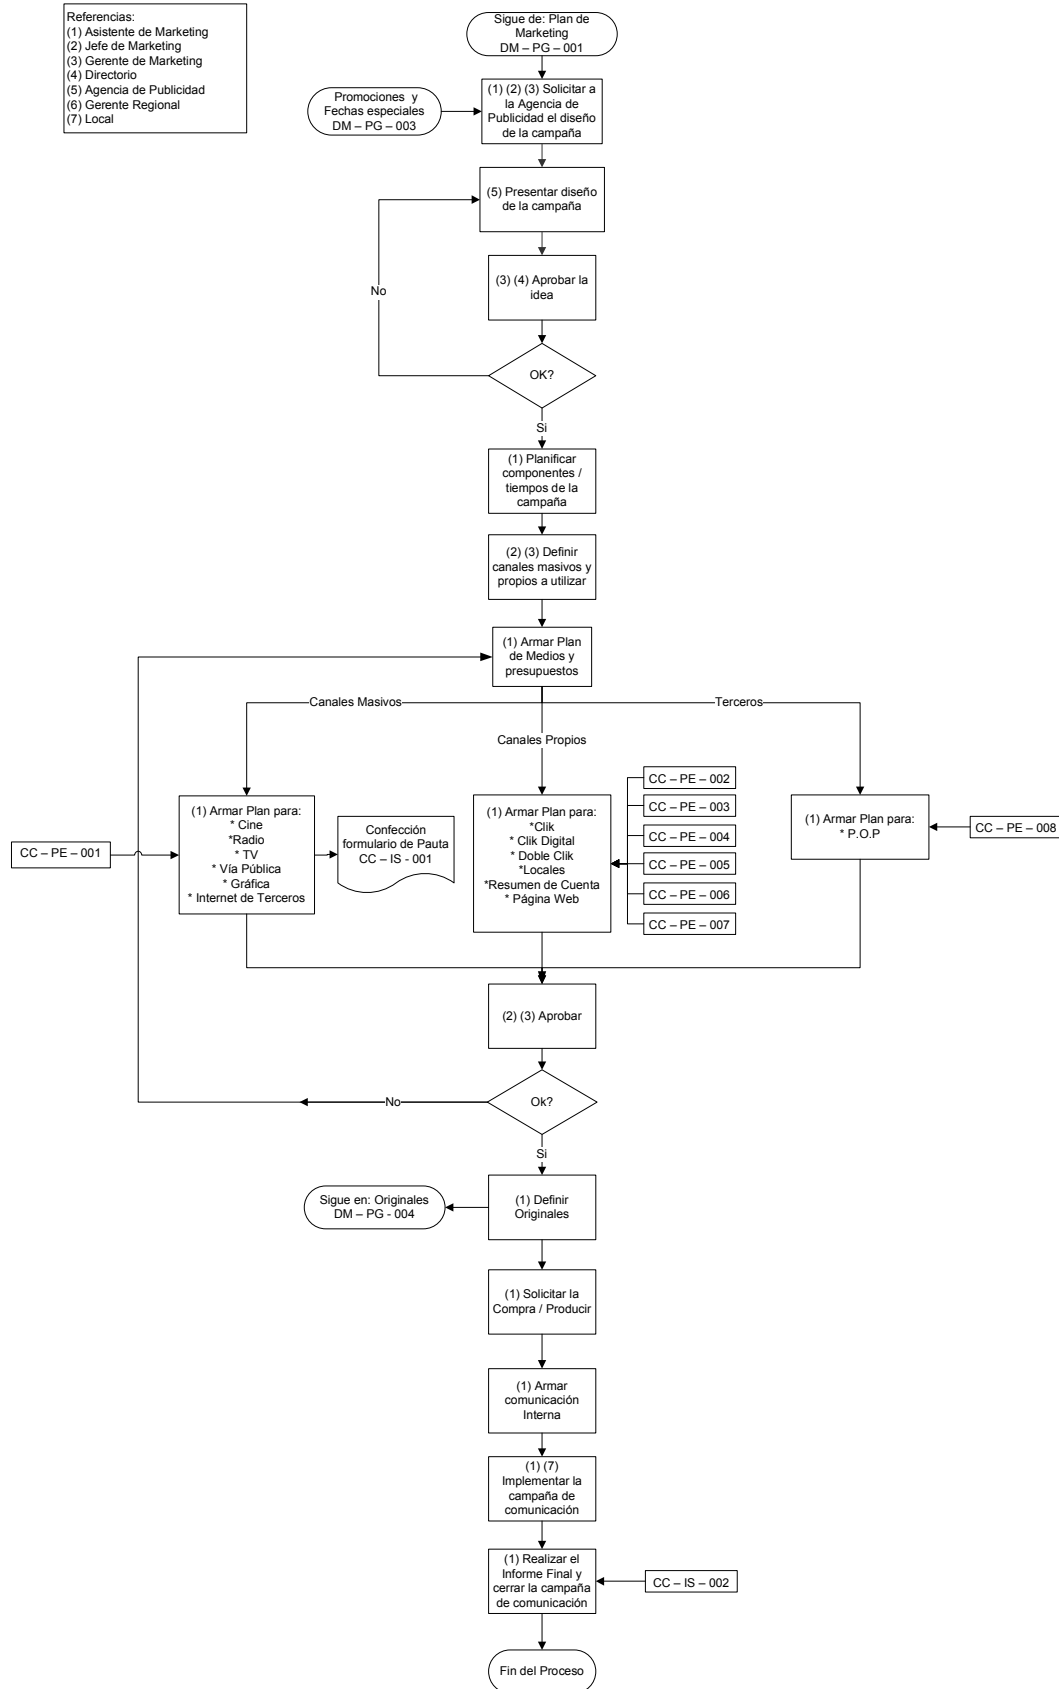 Referencias:
(1) Asistente de Marketing
(2) Jefe de Marketing
(3) Gerente de Marketing
(4) Directorio
(5) Agencia de Publicidad
(6) Gerente Regional
(7) Local
Sigue de: Plan de
Marketing
DM – PG – 001
Promociones y
Fechas especiales
DM – PG – 003
(1) (2) (3) Solicitar a
la Agencia de
Publicidad el diseño
de la campaña
(5) Presentar diseño
de la campaña
(3) (4) Aprobar la
idea
No
OK?
Si
(1) Planificar
componentes /
tiempos de la
campaña
(2) (3) Definir
canales masivos y
propios a utilizar
(1) Armar Plan
de Medios y
presupuestos
Canales Masivos
Canales Propios
Terceros
CC – PE – 001
(1) Armar Plan para:
* Cine
*Radio
* TV
* Vía Pública
* Gráfica
* Internet de Terceros
Confección
formulario de Pauta
CC – IS - 001
(1) Armar Plan para:
*Clik
* Clik Digital
* Doble Clik
*Locales
*Resumen de Cuenta
* Página Web
CC – PE – 002
CC – PE – 003
CC – PE – 004
CC – PE – 005
CC – PE – 006
CC – PE – 007
(1) Armar Plan para:
* P.O.P
CC – PE – 008
(2) (3) Aprobar
No
Ok?
Si
Sigue en: Originales
DM – PG - 004
(1) Definir
Originales
(1) Solicitar la
Compra / Producir
(1) Armar
comunicación
Interna
(1) (7)
Implementar la
campaña de
comunicación
(1) Realizar el
Informe Final y
cerrar la campaña
de comunicación
CC – IS – 002
Fin del Proceso